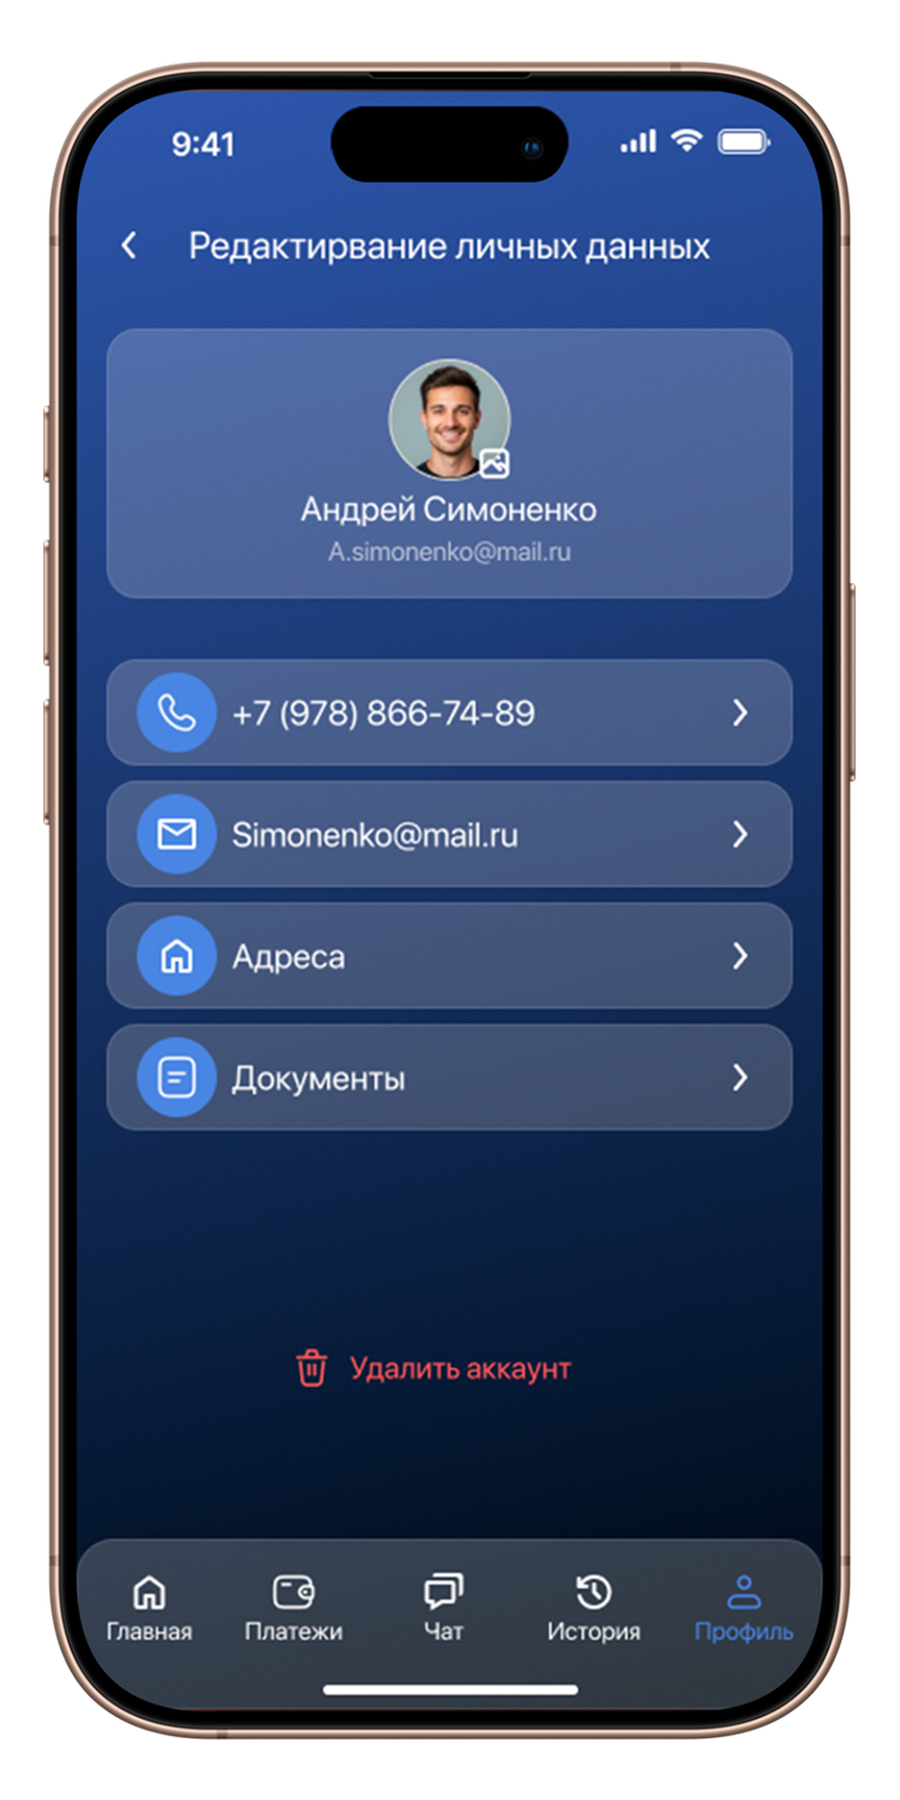 9:41
Редактирвание личных данных
Андрей Симоненко
A.simonenko@mail.ru
+7 (978) 866-74-89
Simonenko@mail.ru
Адреса
Документы
Удалить аккаунт
Главная Платежи Чат История Профиль